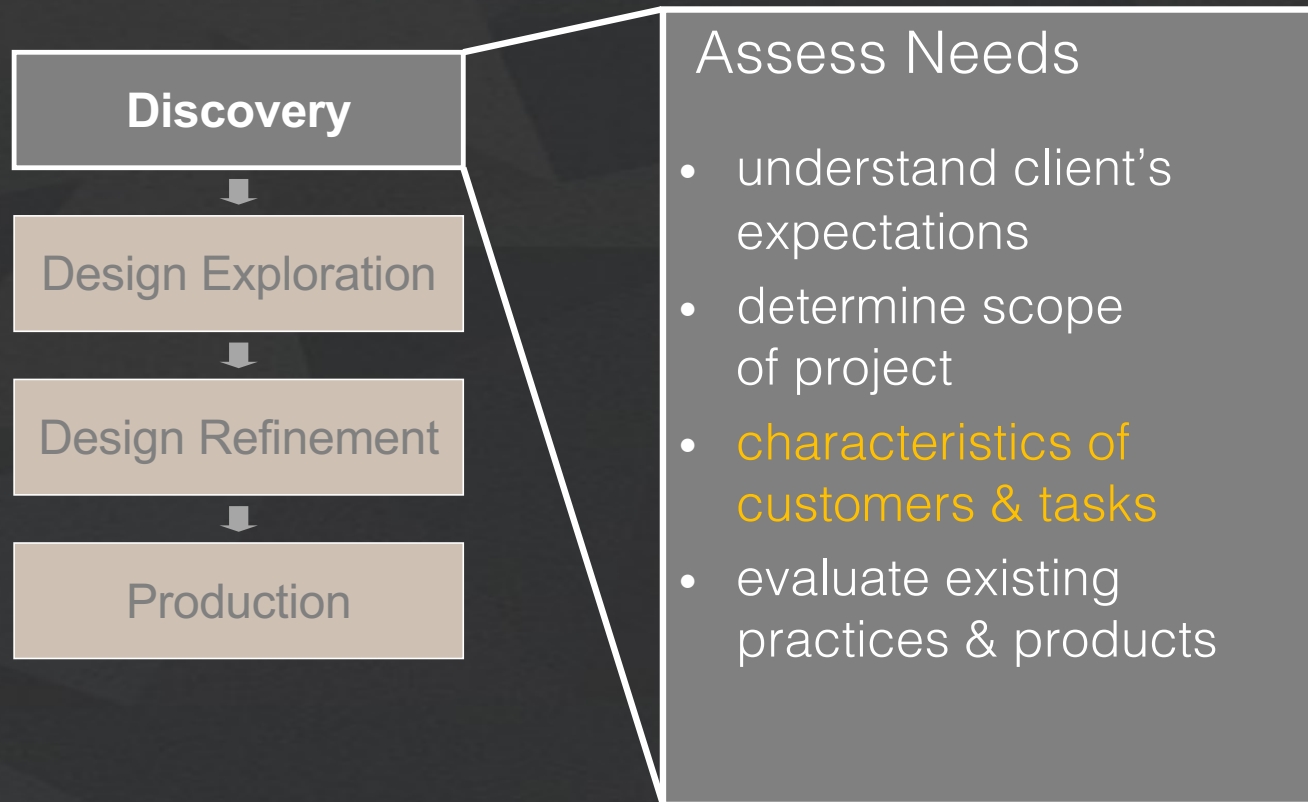 Discovery
Design Exploration
Design Refinement
Production
Assess Needs
• understand client’s
expectations
• determine scope
of project
• characteristics of
customers & tasks
• evaluate existing
practices & products